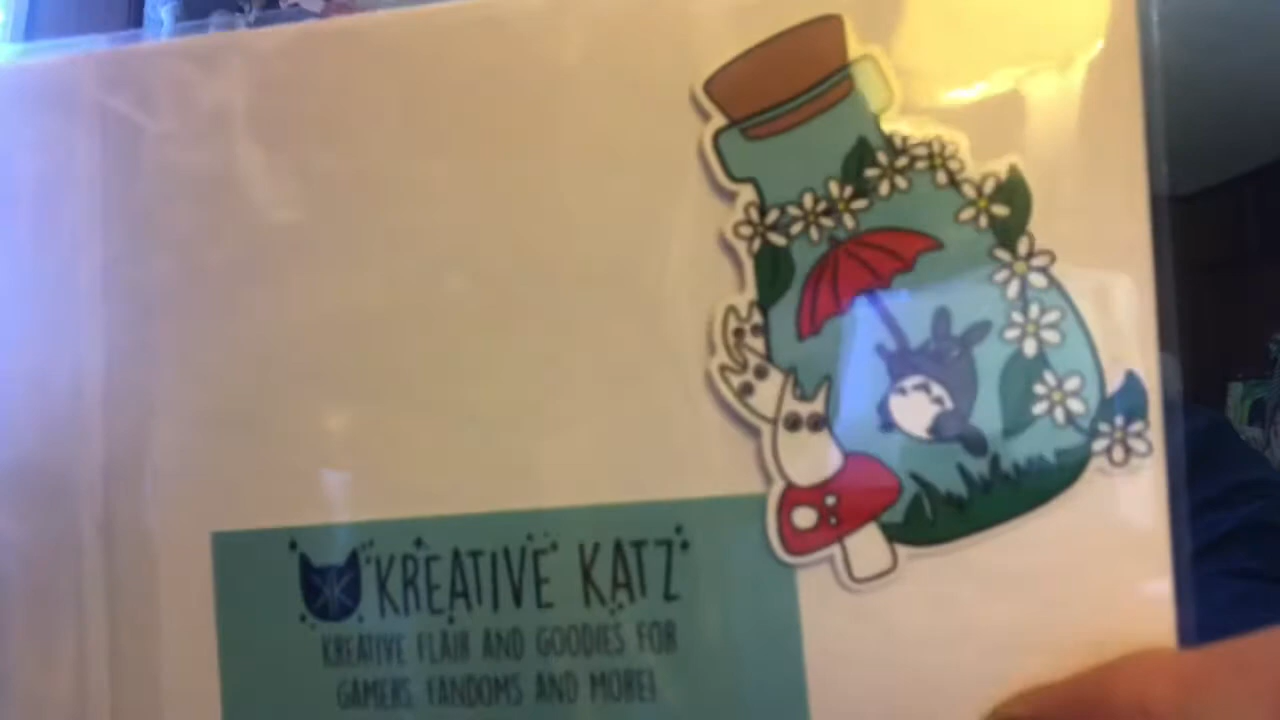 KREATIVE KATZ
KREATIVE FLAIR AND GOODIES FOR
GAMERS, FANDOMS AND MORE!